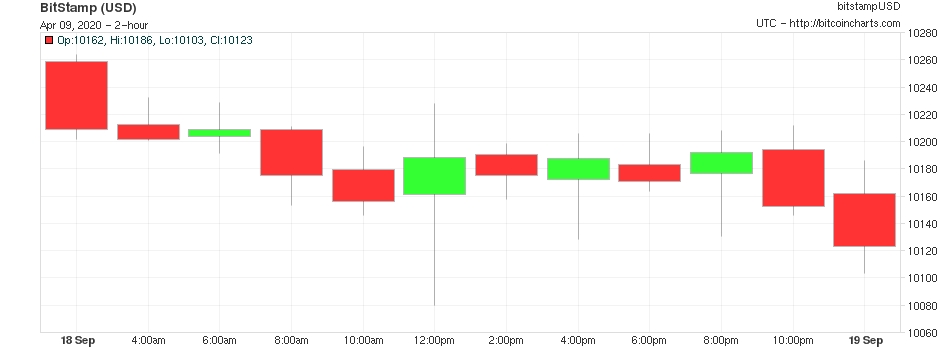 BitStamp (USD)
bitstampUSD
Apr 09, 2020 - 2-hour
UTC - http://bitcoincharts.com
Op:10162, Hi:10186, Lo:10103, Cl:10123
10280
10260
10240
10220
10200
10180
10160
10140
10120
10100
10080
10060
18 Sep 4:00am 6:00am 8:00am 10:00am 12:00pm 2:00pm 4:00pm 6:00pm 8:00pm 10:00pm 19 Sep